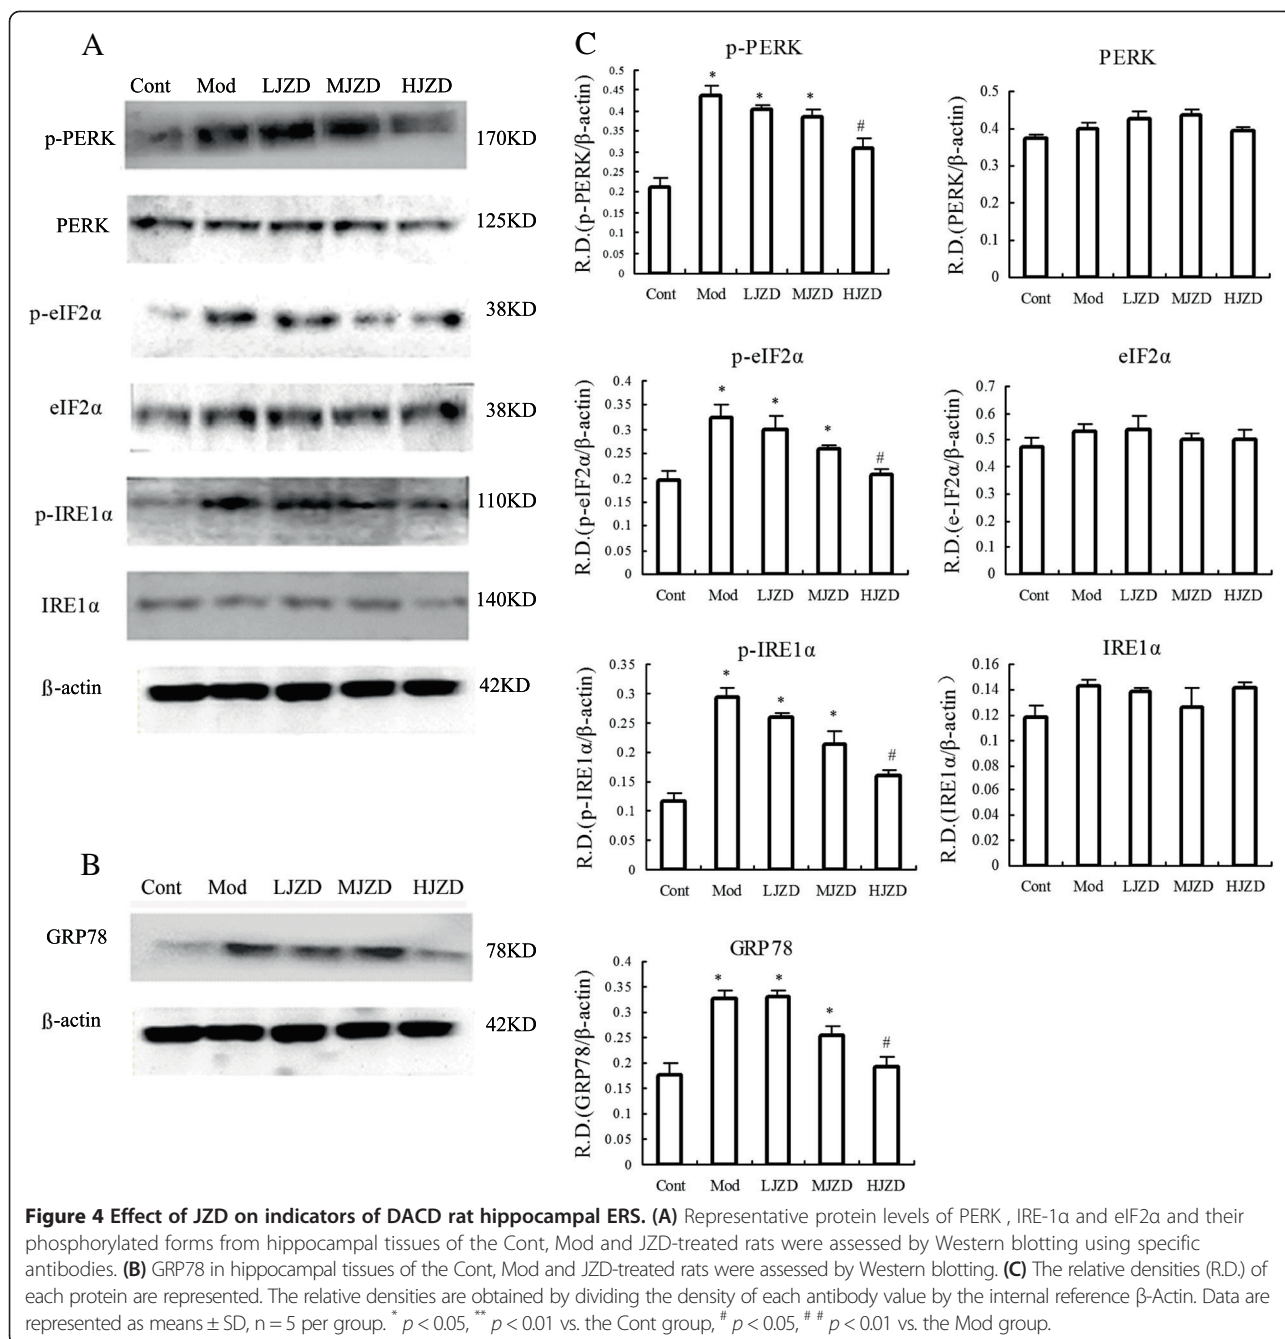 A
Cont Mod LJZD MJZD HJZD
p-PERK 170KD
PERK 125KD
p-eIF2α 38KD
eIF2α 38KD
p-IRE1α 110KD
IRE1α 140KD
ß-actin 42KD
B
Cont Mod LJZD MJZD HJZD
GRP78 78KD
ß-actin 42KD
C
p-PERK
R.D.(p-PERK/β-actin)
0.5
0.45
0.4
0.35
0.3
0.25
0.2
0.15
0.1
0.05
0
* * * #
Cont Mod LJZD MJZD HJZD
PERK
R.D.(PERK/β-actin)
0.5
0.4
0.3
0.2
0.1
0
Cont Mod LJZD MJZD HJZD
p-eIF2α
R.D.(p-eIF2α/β-actin)
0.4
0.35
0.3
0.25
0.2
0.15
0.1
0.05
0
* * * #
Cont Mod LJZD MJZD HJZD
eIF2α
R.D.(e-IF2α/β-actin)
0.7
0.6
0.5
0.4
0.3
0.2
0.1
0
Cont Mod LJZD MJZD HJZD
p-IRE1α
R.D.(p-IRE1α/β-actin)
0.35
0.3
0.25
0.2
0.15
0.1
0.05
0
* * * #
Cont Mod LJZD MJZD HJZD
IRE1α
R.D.(IRE1α/β-actin)
0.16
0.14
0.12
0.1
0.08
0.06
0.04
0.02
0
Cont Mod LJZD MJZD HJZD
GRP78
R.D.(GRP78/β-actin)
0.4
0.35
0.3
0.25
0.2
0.15
0.1
0.05
0
* * * #
Cont Mod LJZD MJZD HJZD
Figure 4 Effect of JZD on indicators of DACD rat hippocampal ERS. (A) Representative protein levels of PERK , IRE-1α and eIF2α and their
phosphorylated forms from hippocampal tissues of the Cont, Mod and JZD-treated rats were assessed by Western blotting using specific
antibodies. (B) GRP78 in hippocampal tissues of the Cont, Mod and JZD-treated rats were assessed by Western blotting. (C) The relative densities (R.D.) of
each protein are represented. The relative densities are obtained by dividing the density of each antibody value by the internal reference β-Actin. Data are
represented as means ± SD, n = 5 per group. * p < 0.05, ** p < 0.01 vs. the Cont group, # p < 0.05, # # p < 0.01 vs. the Mod group.